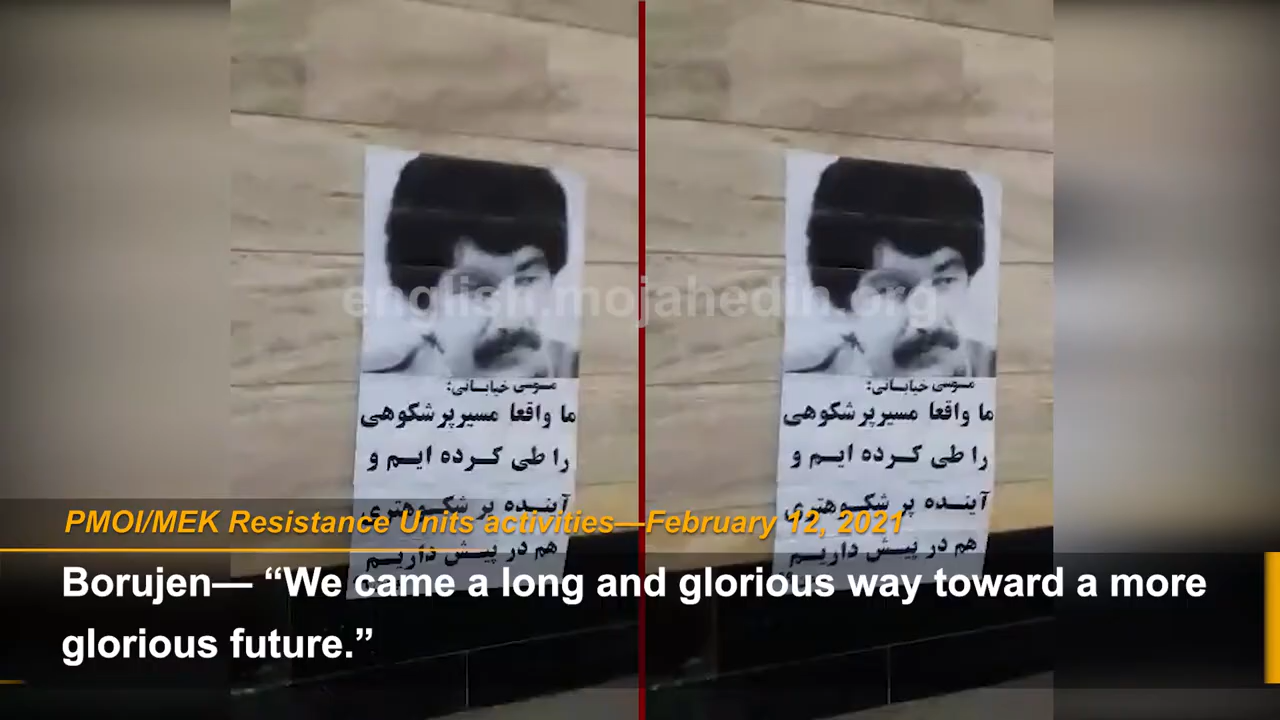 english.mojahedin.org
موسی خیابانی:
ما واقعا مسیرپرشکوهی
را طی کرده ایم و
آینده پر شکوهتری
هم در پیش داریم
موسی خیابانی:
ما واقعا مسیرپرشکوهی
را طی کرده ایم و
آینده پر شکوهتری
هم در پیش داریم
PMOI/MEK Resistance Units activities—February 12, 2021
Borujen— “We came a long and glorious way toward a more
glorious future.”